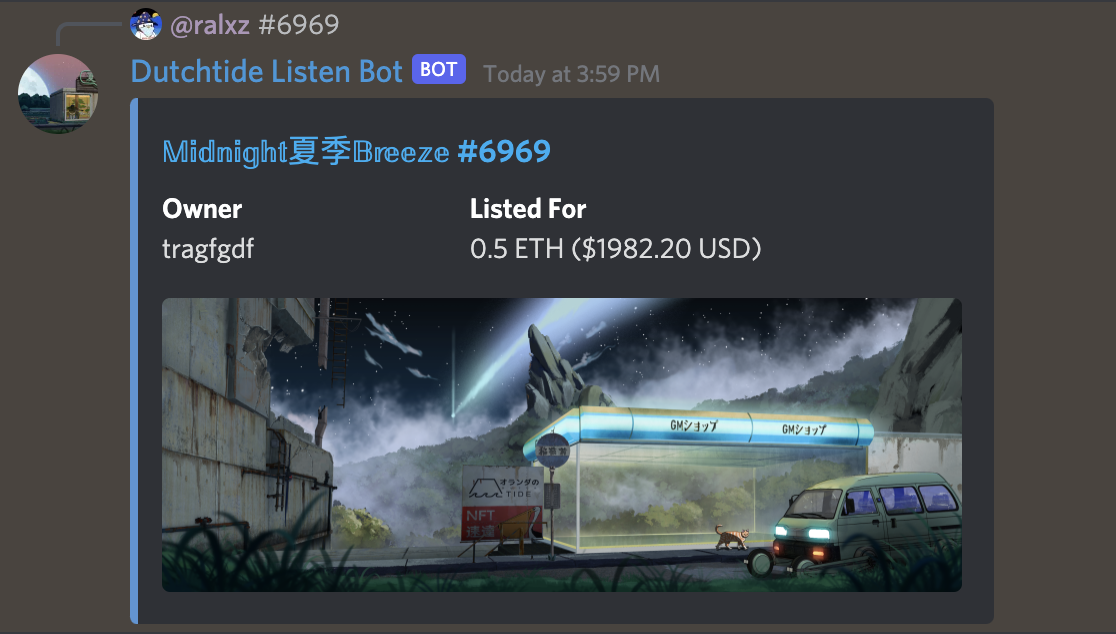 @ralxz #6969
Dutchtide Listen Bot BOT Today at 3:59 PM
𝕄𝕚𝕕𝕟𝕚𝕘𝕙𝕥夏季𝔹𝕣𝕖𝕖𝕫𝕖 #6969
Owner Listed For
tragfgdf 0.5 ETH ($1982.20 USD)
GMショップ GMショップ
オランダの
TIDE
NFT